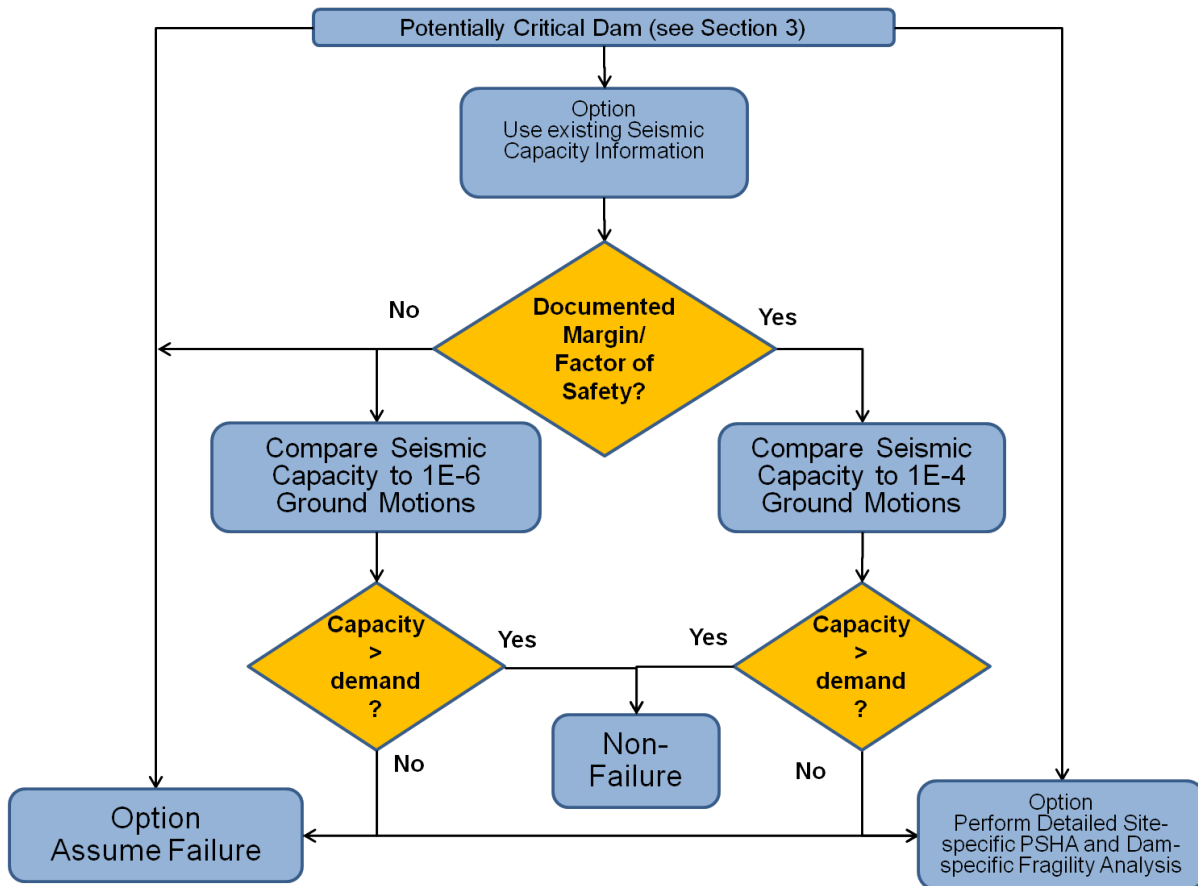 Potentially Critical Dam (see Section 3)
Option
Use existing Seismic
Capacity Information
No
Documented
Margin/
Factor of
Safety?
Yes
Compare Seismic
Capacity to 1E-6
Ground Motions
Compare Seismic
Capacity to 1E-4
Ground Motions
Capacity
>
demand
?
Yes
Yes
Capacity
>
demand
?
No
Non-
Failure
No
Option
Assume Failure
Option
Perform Detailed Site-
specific PSHA and Dam-
specific Fragility Analysis